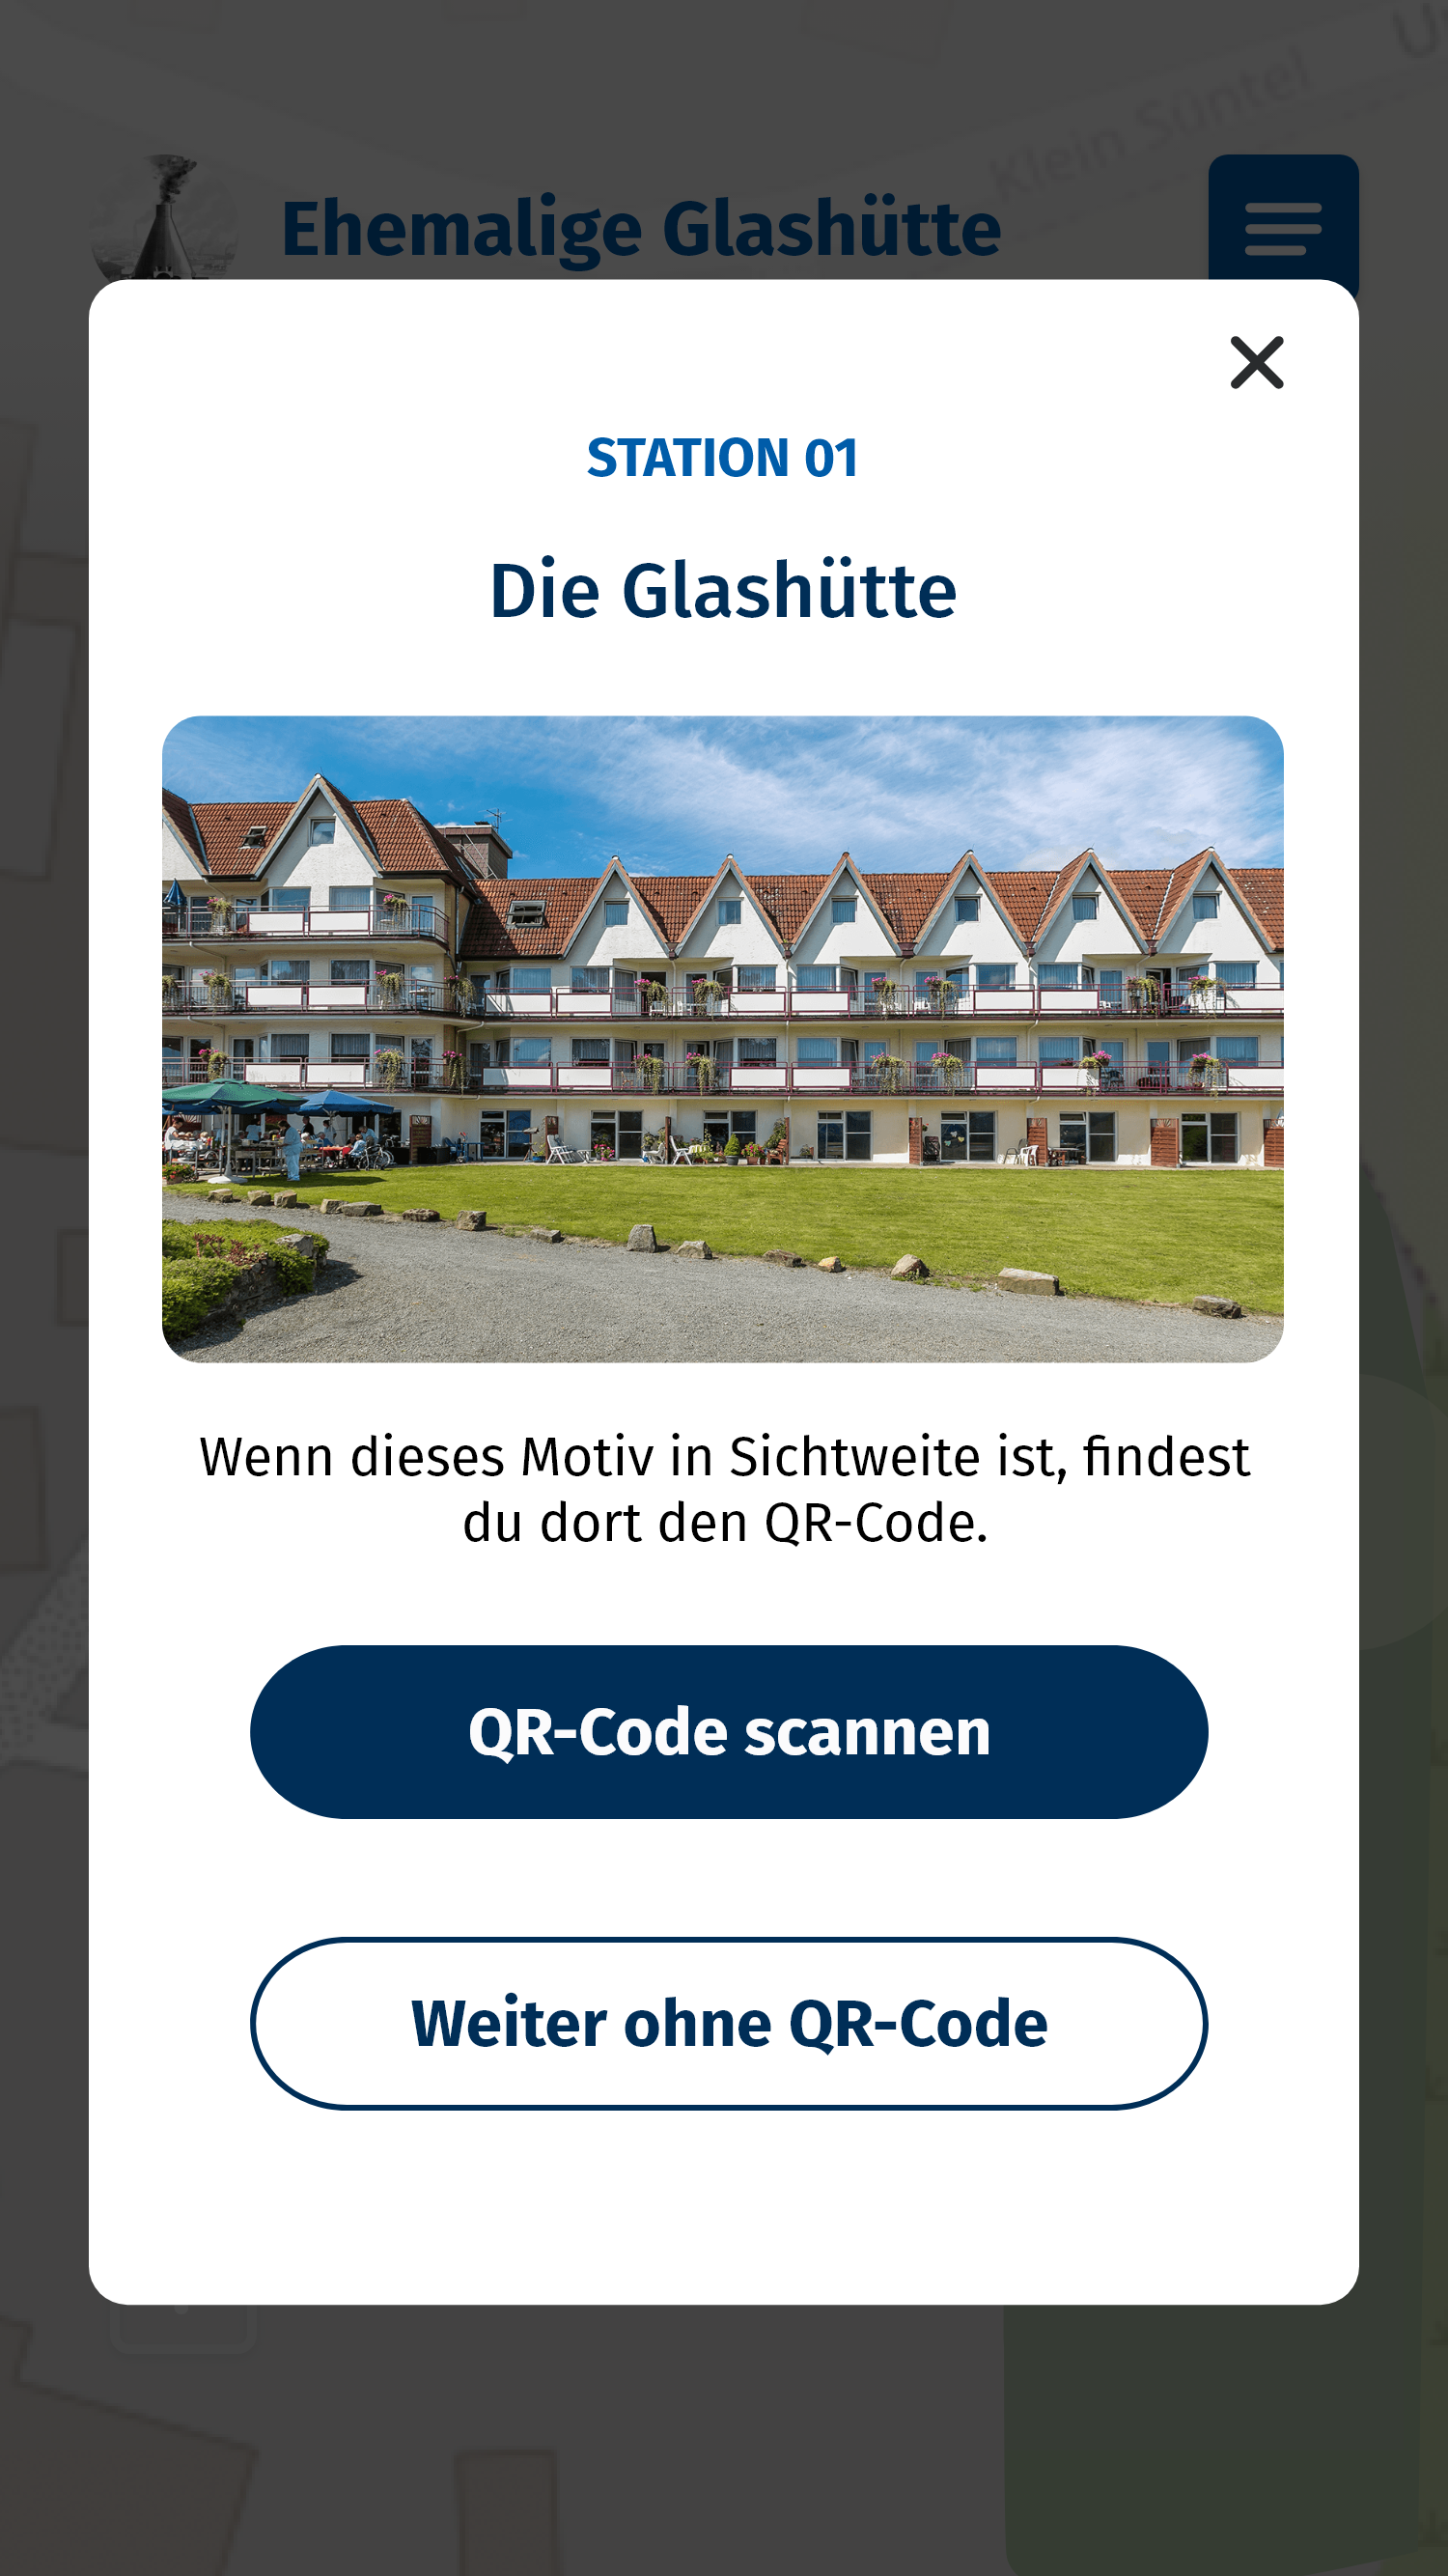 Klein Süntel
Ehemalige Glashütte
STATION 01
Die Glashütte
Wenn dieses Motiv in Sichtweite ist, findest
du dort den QR-Code.
QR-Code scannen
Weiter ohne QR-Code